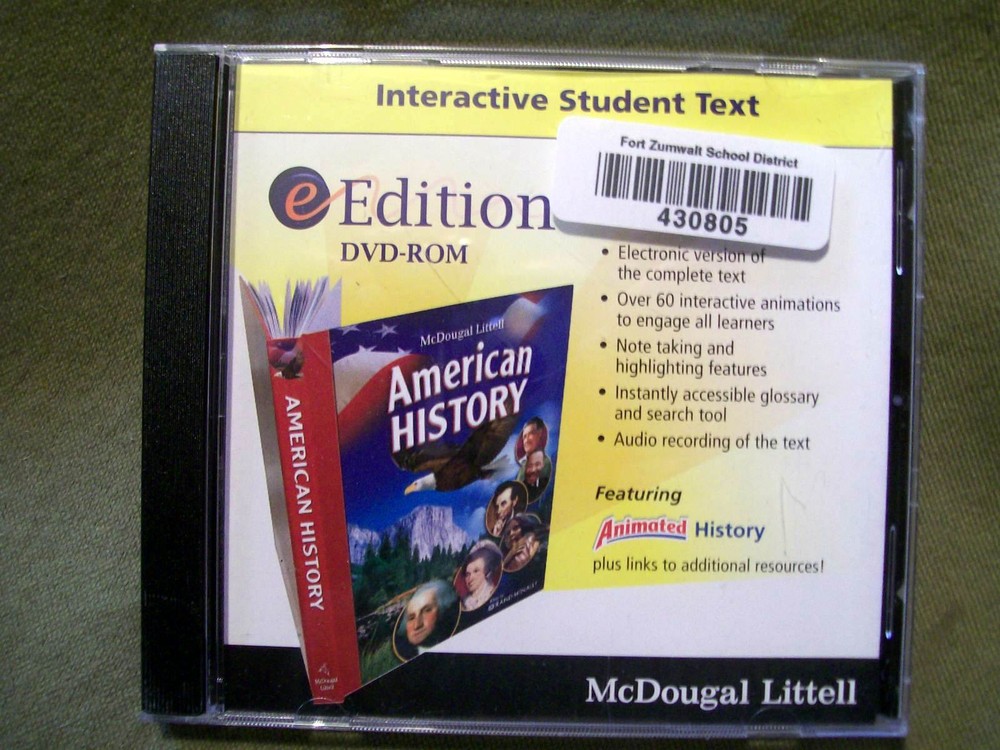 Interactive Student Text
Fort Zumwalt School District
430805
eEdition
DVD-ROM
• Electronic version of
the complete text
• Over 60 interactive animations
to engage all learners
• Note taking and
highlighting features
• Instantly accessible glossary
and search tool
• Audio recording of the text
Featuring
Animated History
plus links to additional resources!
McDougal Littell
American
HISTORY
AMERICAN HISTORY
McDougal
Littell
McDougal Littell